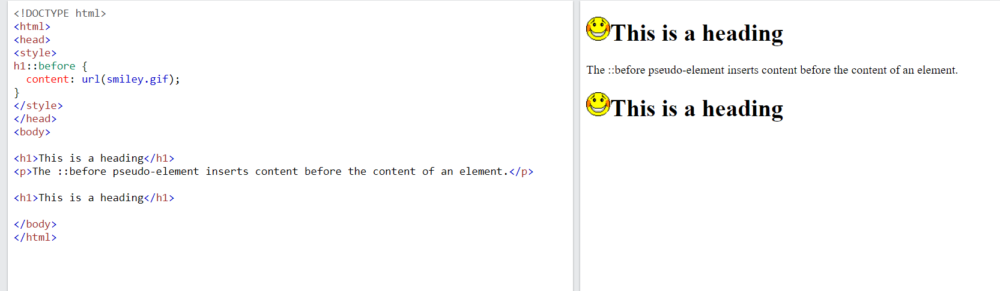 <!DOCTYPE html>
<html>
<head>
<style>
h1::before {
  content: url(smiley.gif);
}
</style>
</head>
<body>

<h1>This is a heading</h1>
<p>The ::before pseudo-element inserts content before the content of an element.</p>

<h1>This is a heading</h1>

</body>
</html>
This is a heading
The ::before pseudo-element inserts content before the content of an element.
This is a heading